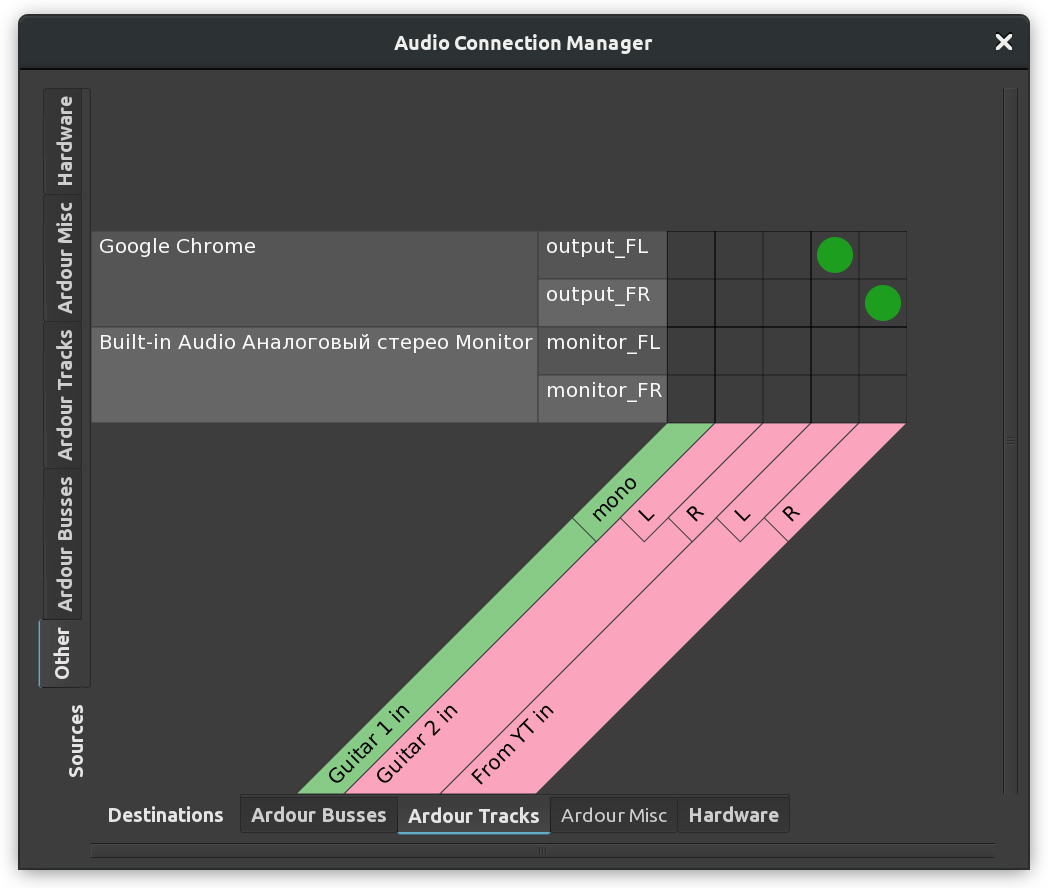 Audio Connection Manager
Hardware
Ardour Misc
Ardour Tracks
Ardour Busses
Other
Sources
Google Chrome
output_FL
output_FR
Built-in Audio Аналоговый стерео Monitor
monitor_FL
monitor_FR
mono
L
R
L
R
Guitar 1 in
Guitar 2 in
From YT in
Destinations
Ardour Busses
Ardour Tracks
Ardour Misc
Hardware